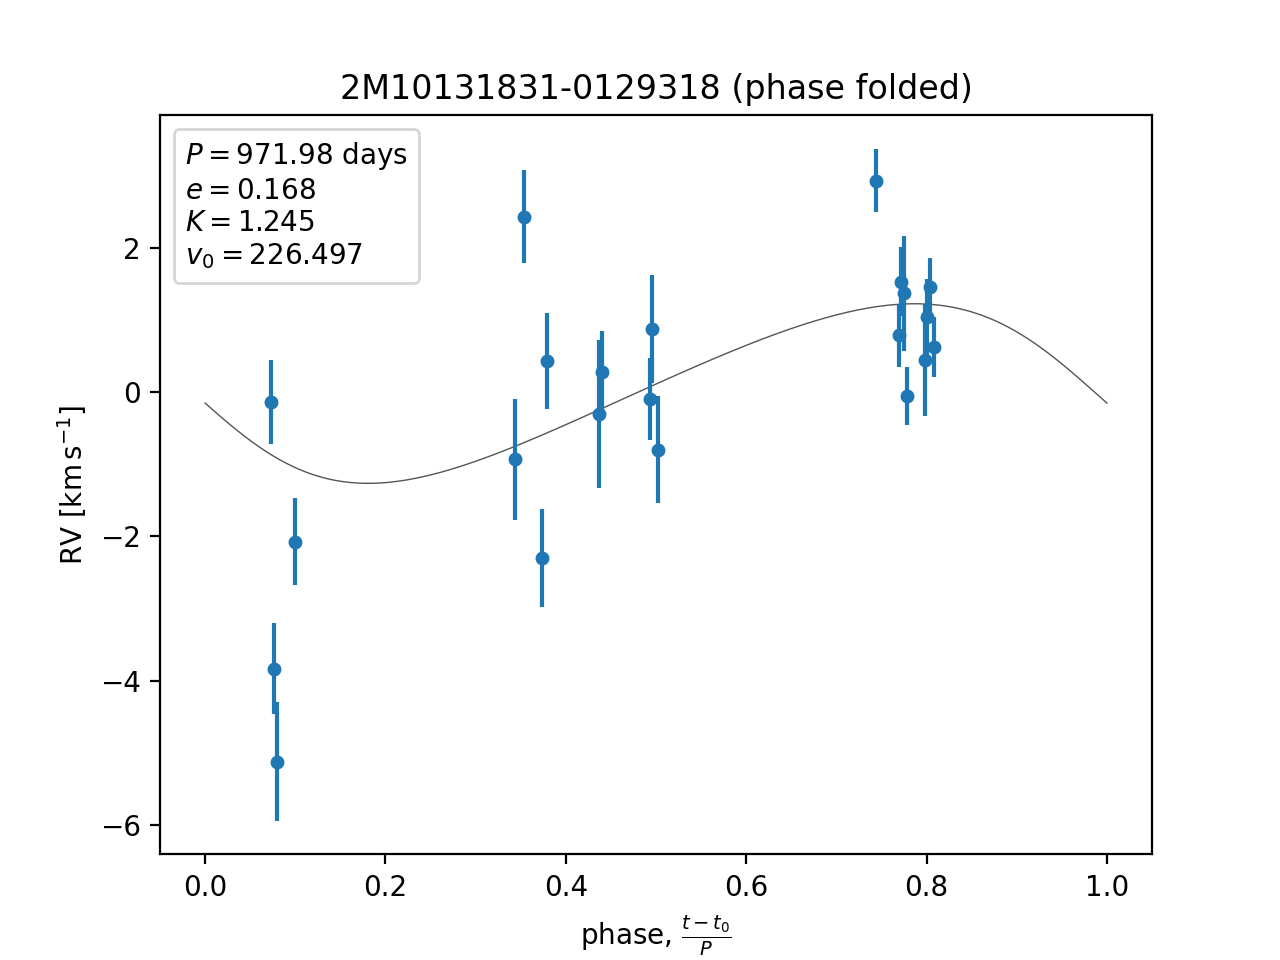 2M10131831-0129318 (phase folded)
P = 971.98 days
e = 0.168
K = 1.245
v₀ = 226.497
RV [km s⁻¹]
2
0
−2
−4
−6
0.0 0.2 0.4 0.6 0.8 1.0
phase, (t − t₀)/P